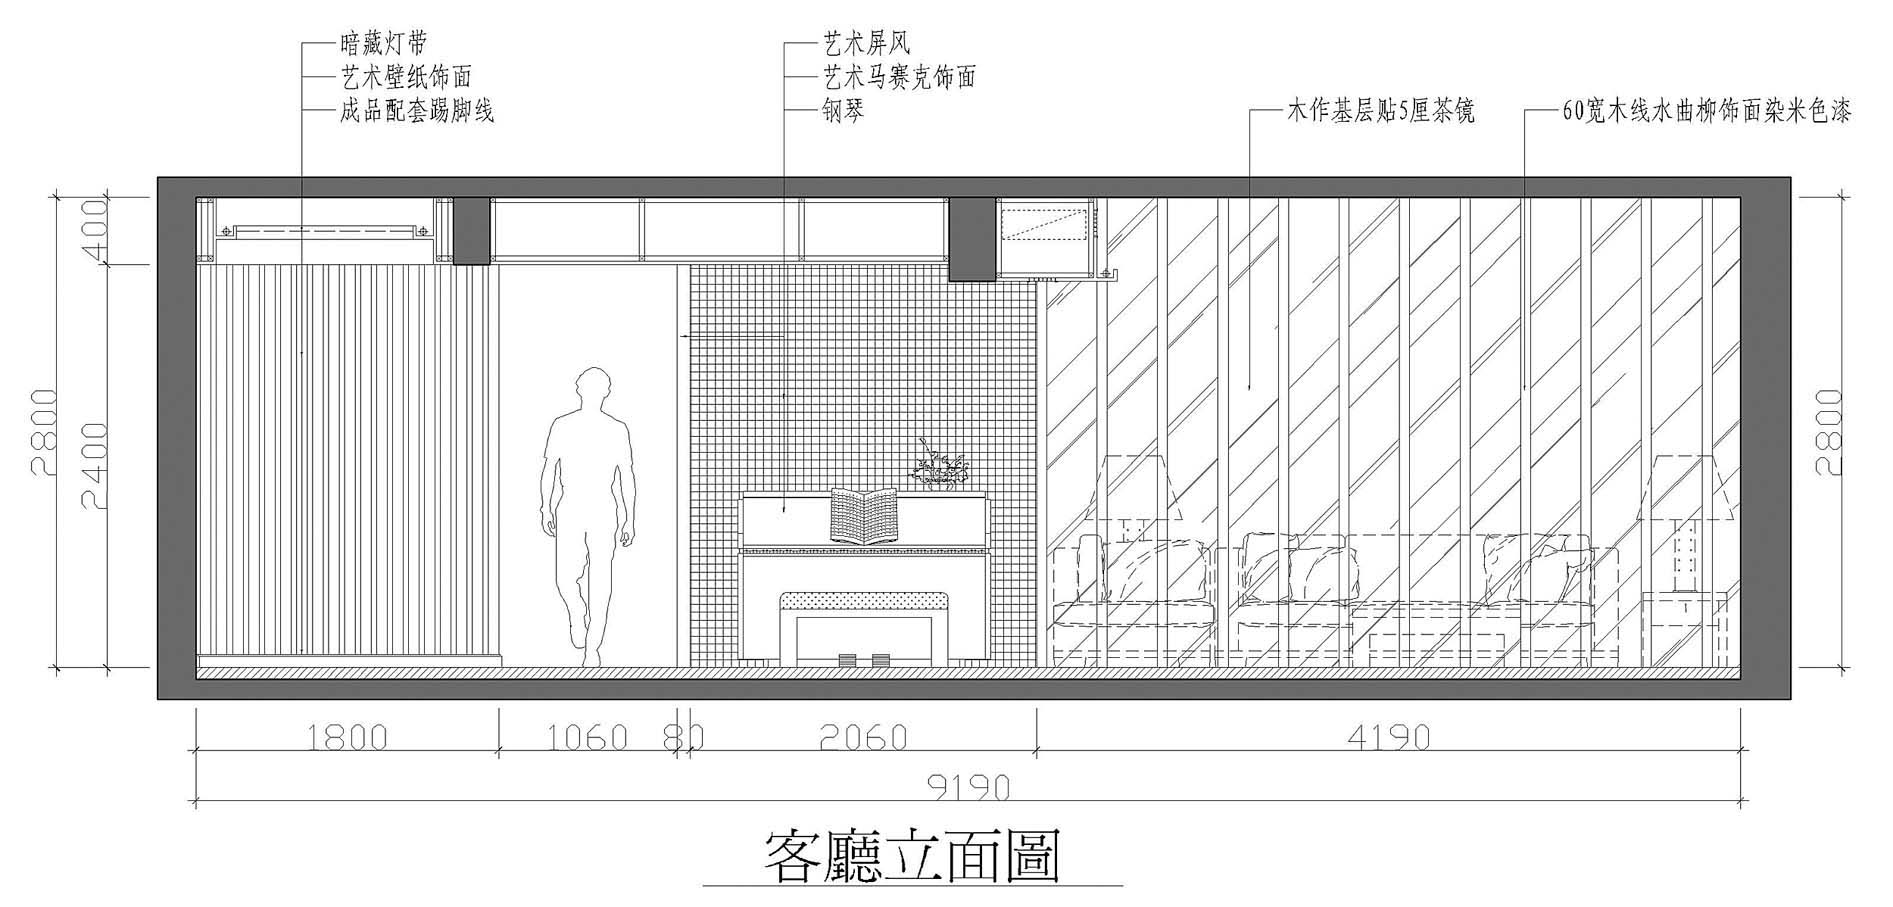 暗藏灯带
艺术壁纸饰面
成品配套踢脚线
艺术屏风
艺术马赛克饰面
钢琴
木作基层贴5厘茶镜
60宽木线水曲柳饰面染米色漆
400
2800
2400
2800
1800
1060
80
2060
4190
9190
客廳立面圖